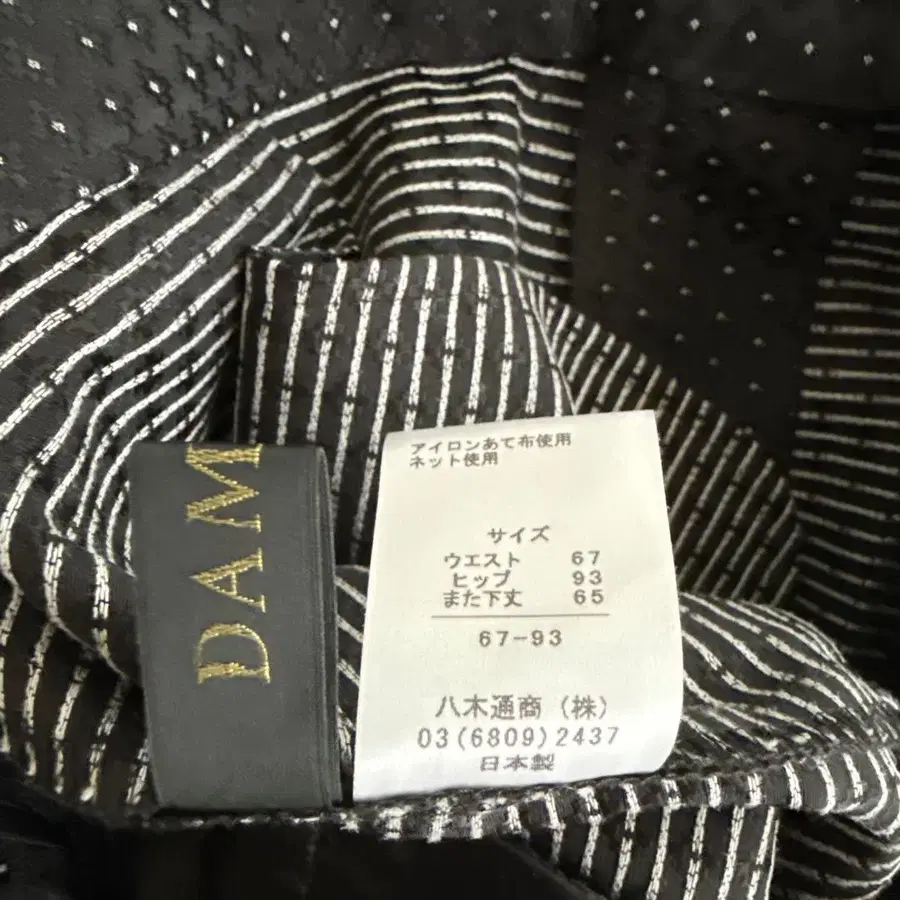 DAM
アイロンあて布使用
ネット使用
サイズ
ウエスト 67
ヒップ 93
また下丈 65
67-93
八木通商(株)
03(6809)2437
日本製